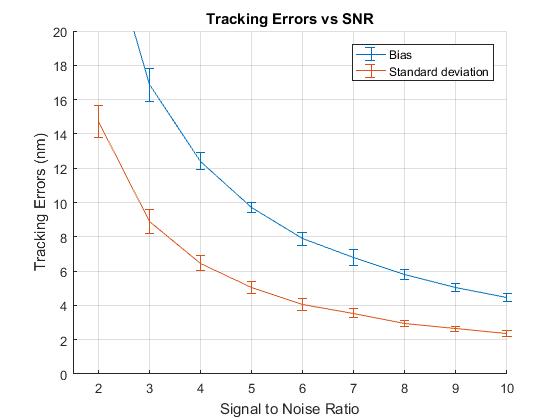 Tracking Errors vs SNR
Bias
Standard deviation
20
18
16
14
12
10
8
6
4
2
0
Tracking Errors (nm)
2 3 4 5 6 7 8 9 10
Signal to Noise Ratio